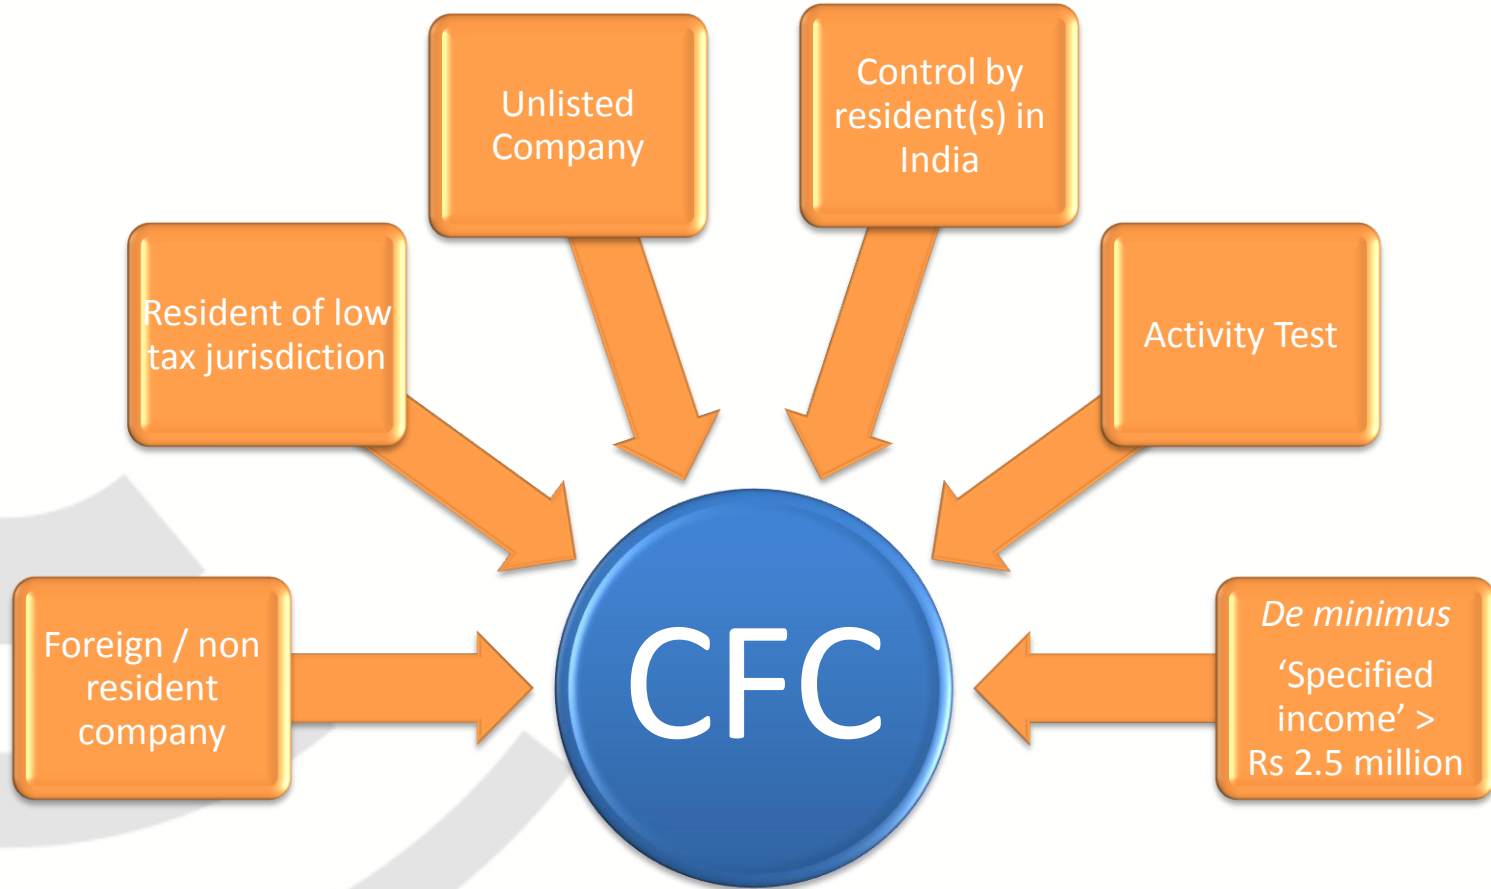 Unlisted
Company
Control by
resident(s) in
India
Resident of low
tax jurisdiction
Activity Test
Foreign / non
resident
company
CFC
De minimus
‘Specified
income’ >
Rs 2.5 million